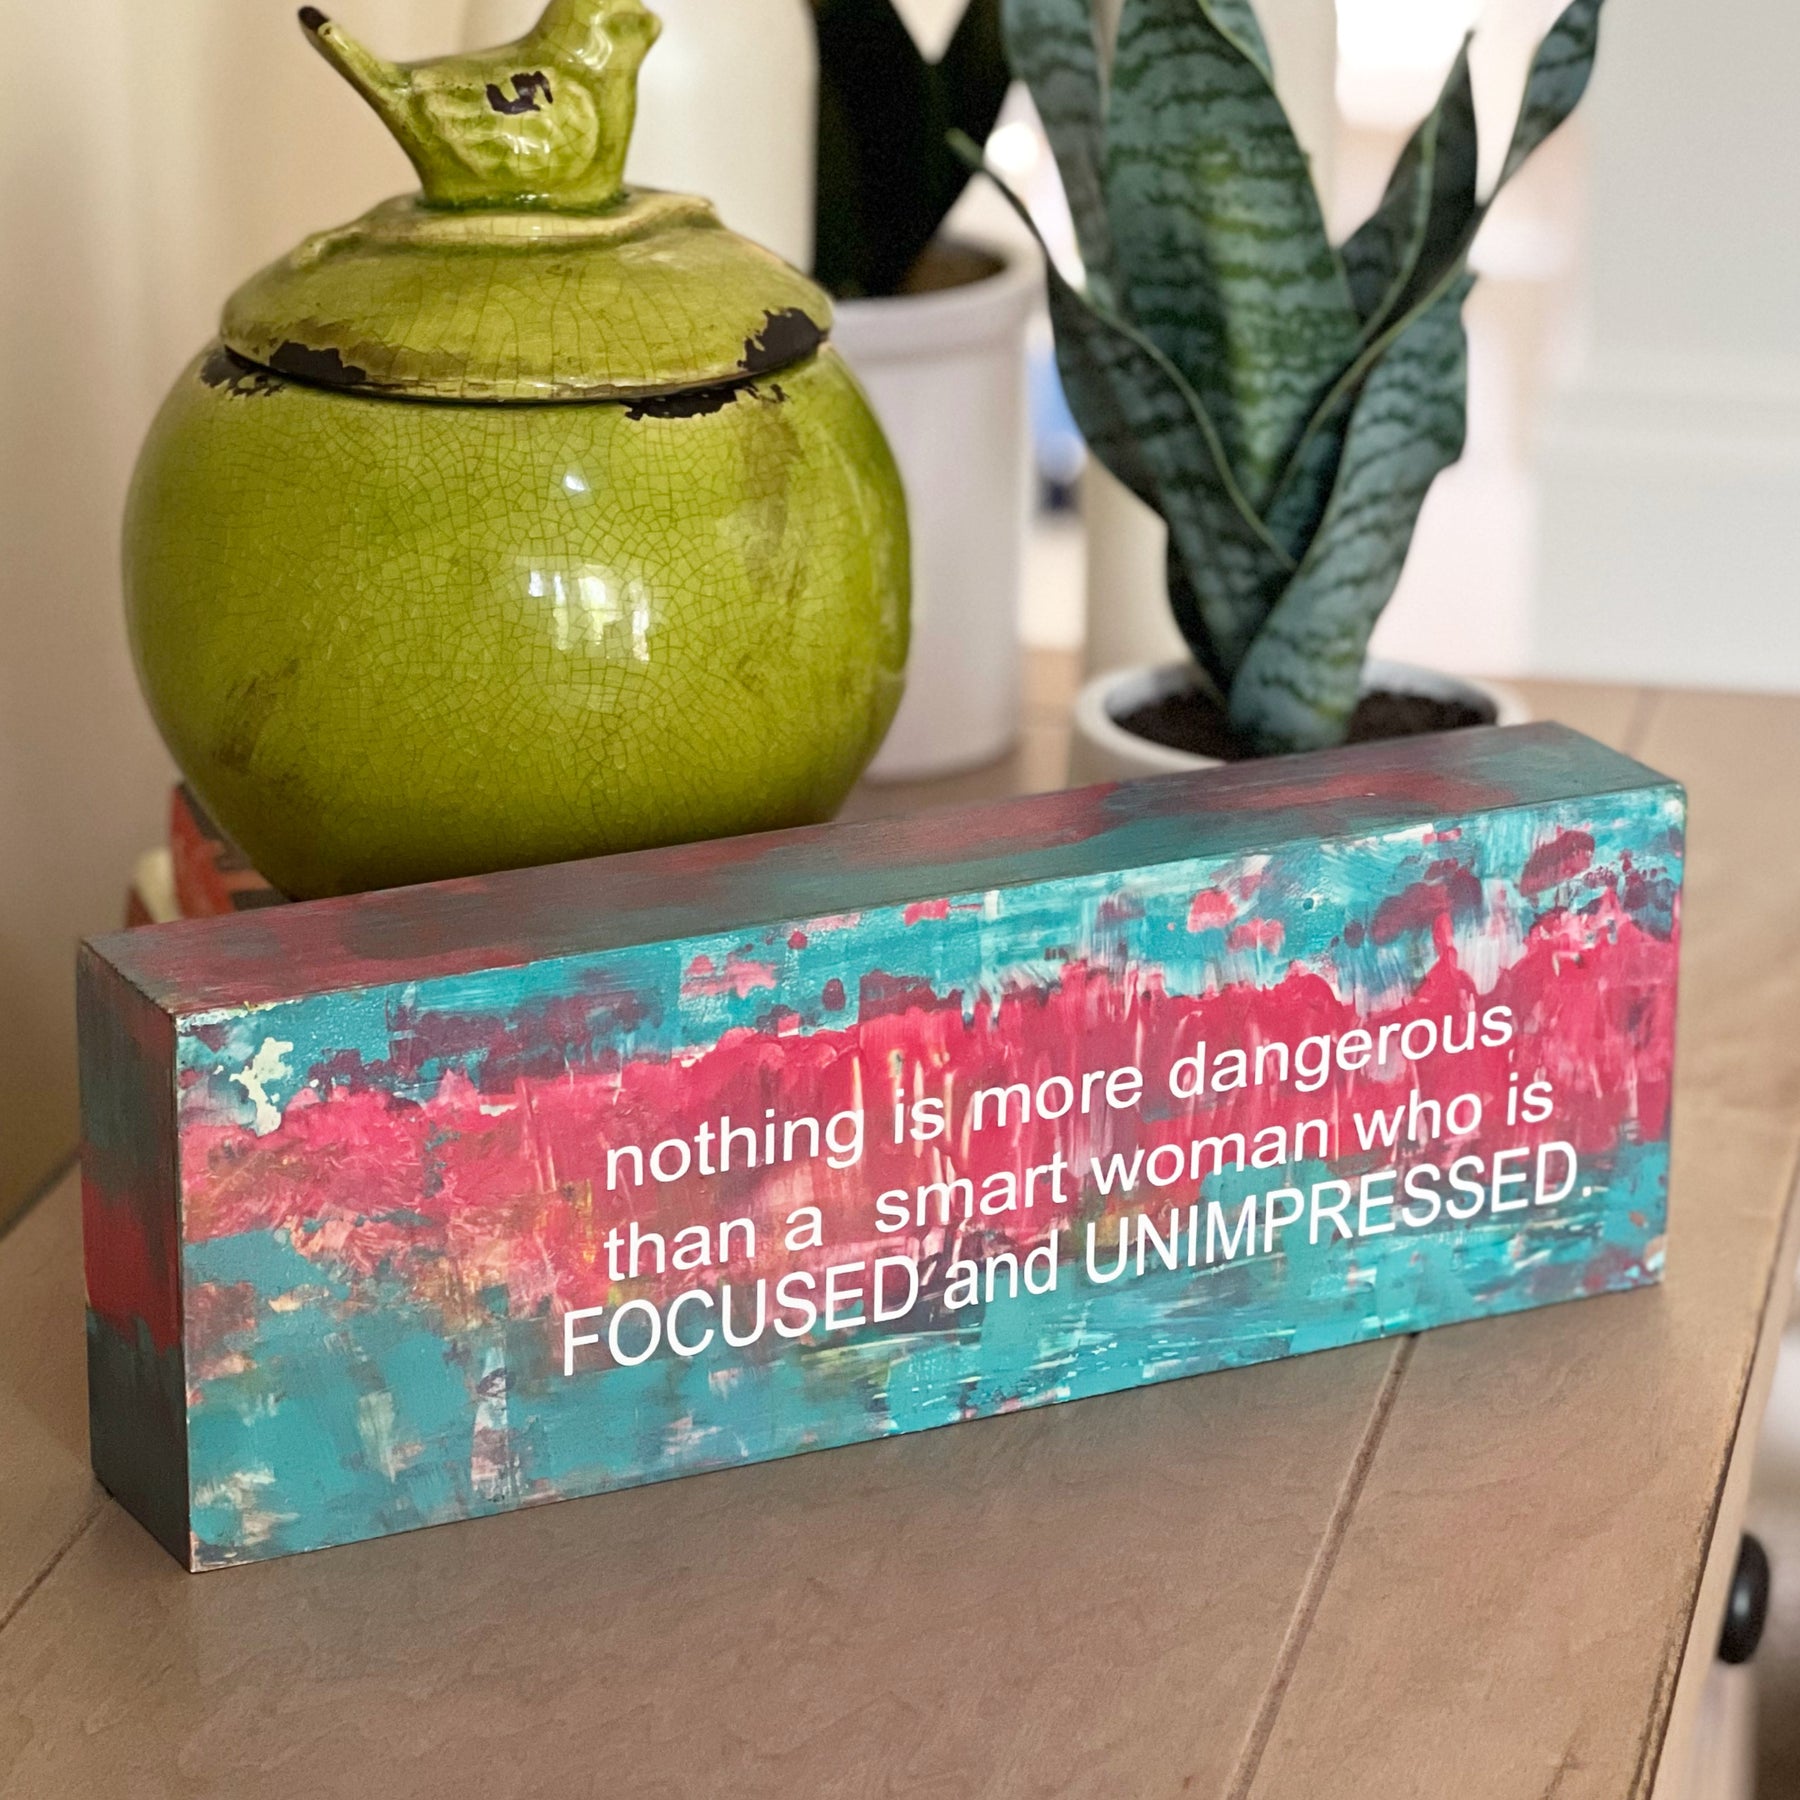 nothing is more dangerous
than a smart woman who is
FOCUSED and UNIMPRESSED.